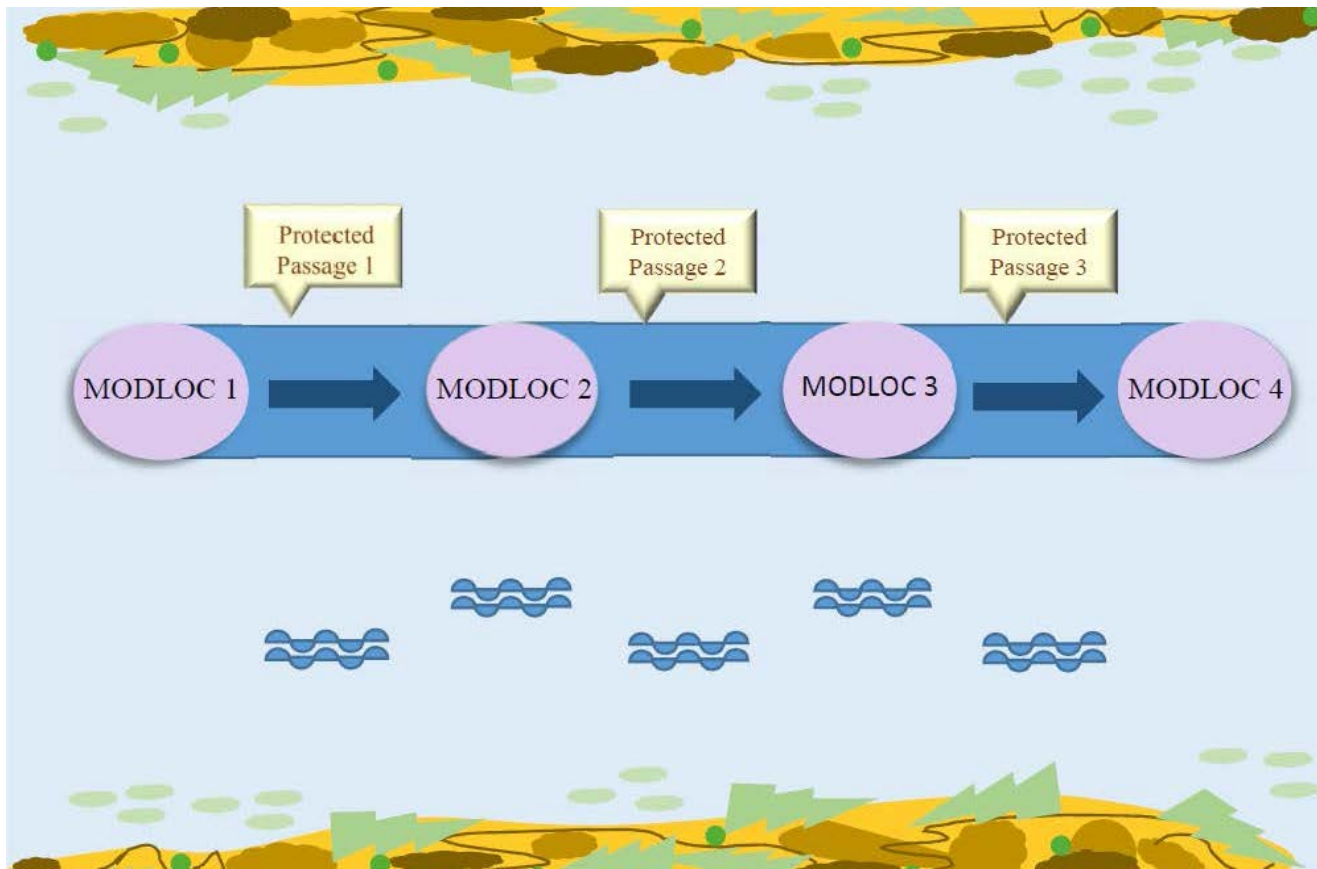 Protected
Passage 1
Protected
Passage 2
Protected
Passage 3
MODLOC 1
MODLOC 2
MODLOC 3
MODLOC 4